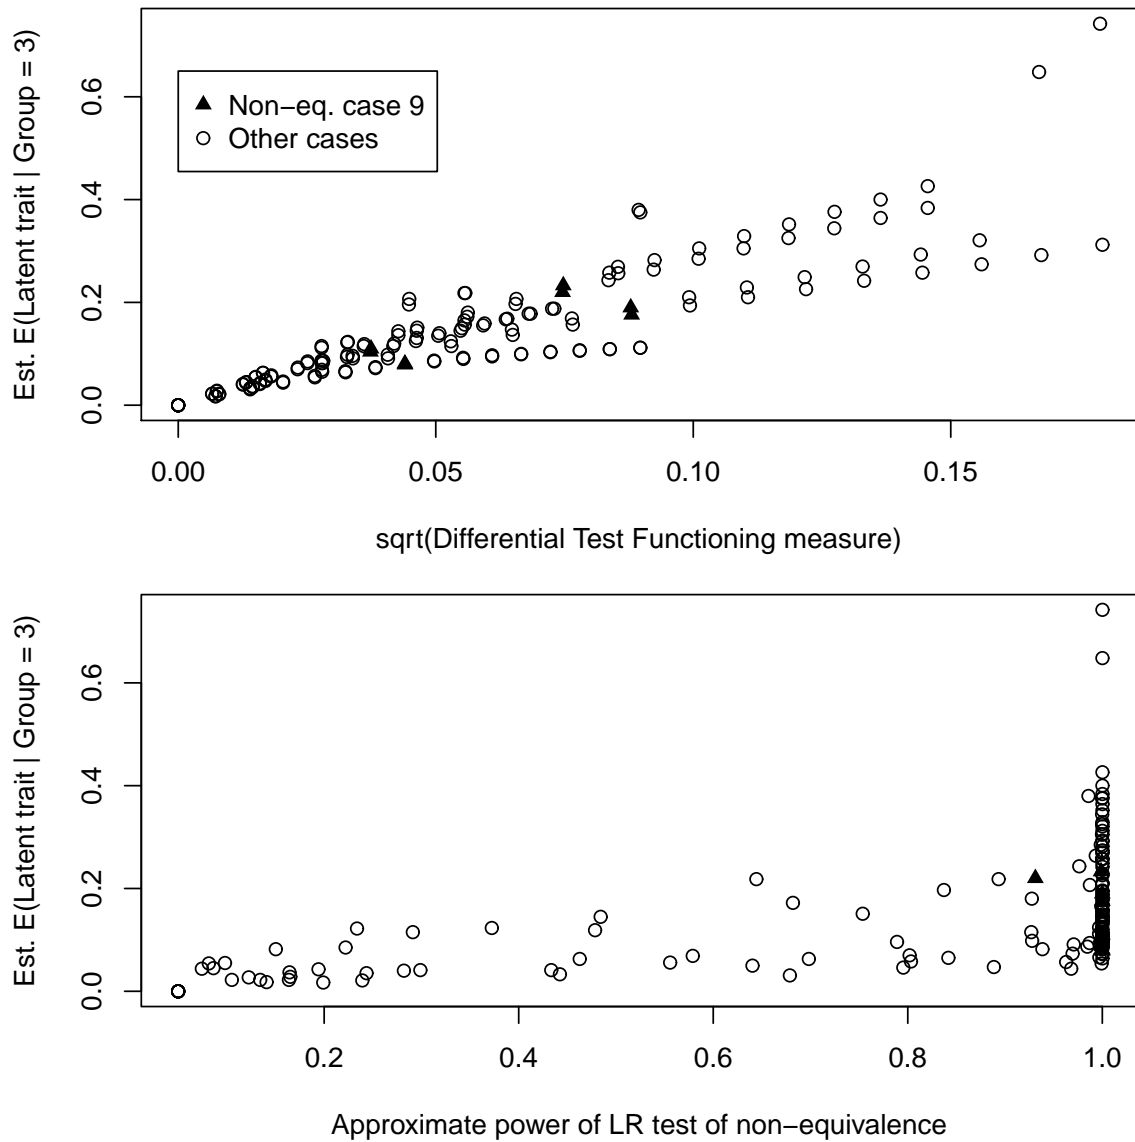 Est. E(Latent trait | Group = 3)
0.6
0.4
0.2
0.0
Non−eq. case 9
Other cases
0.00 0.05 0.10 0.15
sqrt(Differential Test Functioning measure)
Est. E(Latent trait | Group = 3)
0.6
0.4
0.2
0.0
0.2 0.4 0.6 0.8 1.0
Approximate power of LR test of non−equivalence